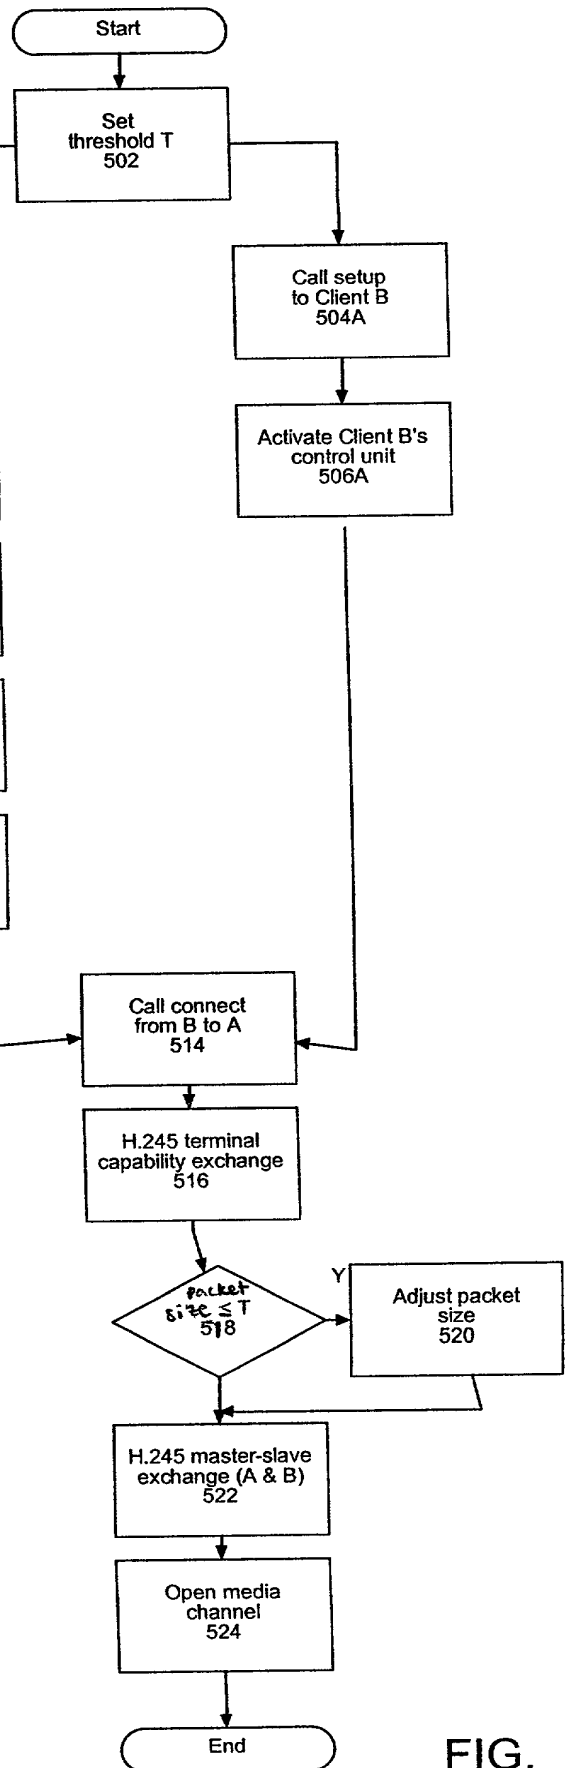 Start
Set
threshold T
502
Call setup
to Client B
504A
Activate Client B's
control unit
506A
Call connect
from B to A
514
H.245 terminal
capability exchange
516
packet
size ≤ T
518
Y
Adjust packet
size
520
H.245 master-slave
exchange (A & B)
522
Open media
channel
524
End
FIG.